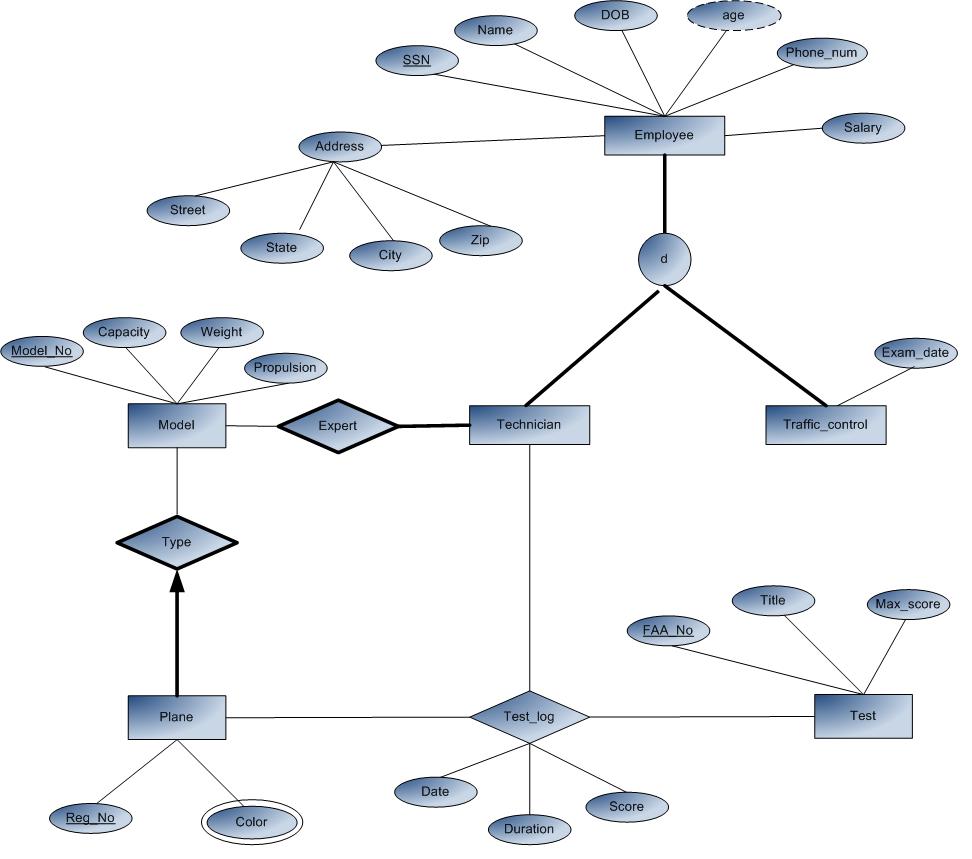 DOB
age
Name
Phone_num
SSN
Salary
Employee
Address
Street
State
City
Zip
d
Capacity
Weight
Model_No
Propulsion
Exam_date
Model
Expert
Technician
Traffic_control
Type
Title
Max_score
FAA_No
Plane
Test_log
Test
Date
Score
Duration
Reg_No
Color